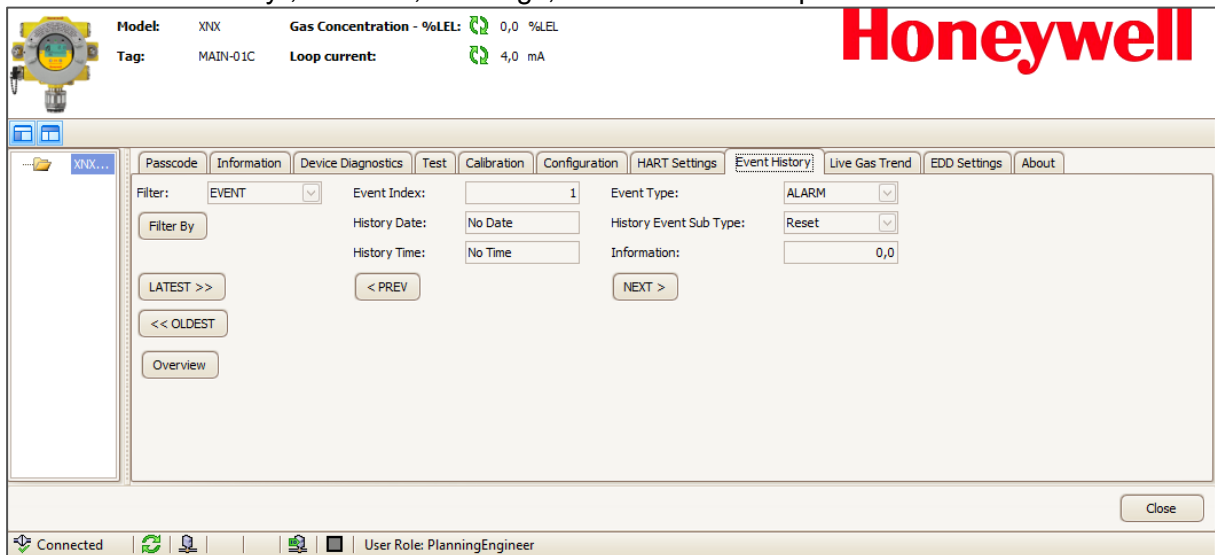 Model: XNX Gas Concentration - %LEL: 0,0 %LEL
Honeywell
Tag: MAIN-01C Loop current: 4,0 mA
XNX...
Passcode Information Device Diagnostics Test Calibration Configuration HART Settings Event History Live Gas Trend EDD Settings About
Filter: EVENT Event Index: 1 Event Type: ALARM
Filter By History Date: No Date History Event Sub Type: Reset
History Time: No Time Information: 0,0
LATEST >> < PREV NEXT >
<< OLDEST
Overview
Close
Connected User Role: PlanningEngineer